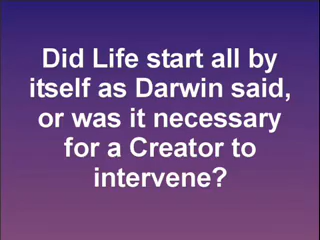 Did Life start all by
itself as Darwin said,
or was it necessary
for a Creator to
intervene?